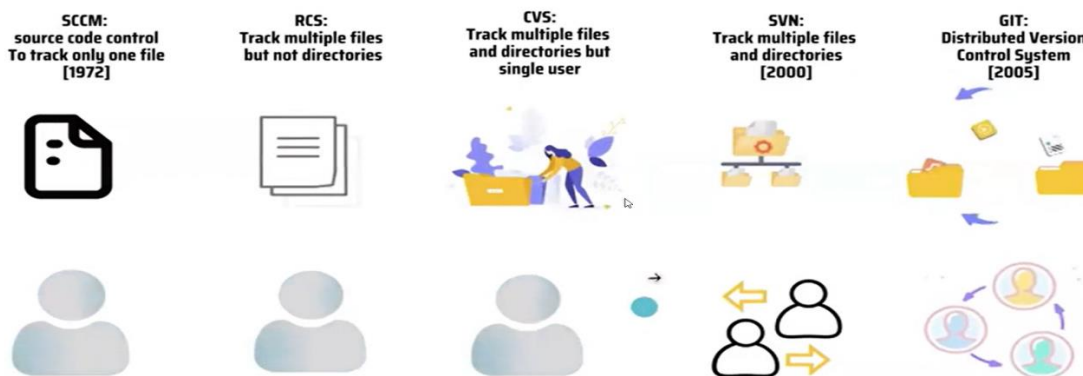 SCCM:
source code control
To track only one file
[1972]
RCS:
Track multiple files
but not directories
CVS:
Track multiple files
and directories but
single user
SVN:
Track multiple files
and directories
[2000]
GIT:
Distributed Version
Control System
[2005]